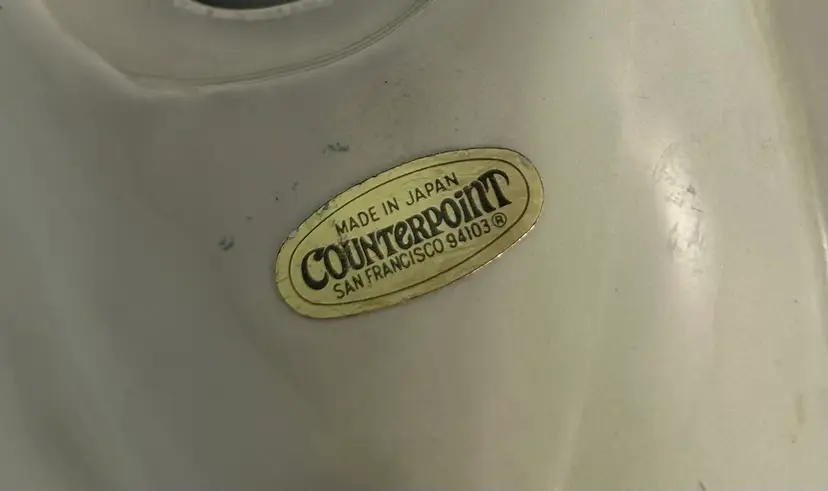 MADE IN JAPAN
COUNTERPOINT
SAN FRANCISCO 94103®